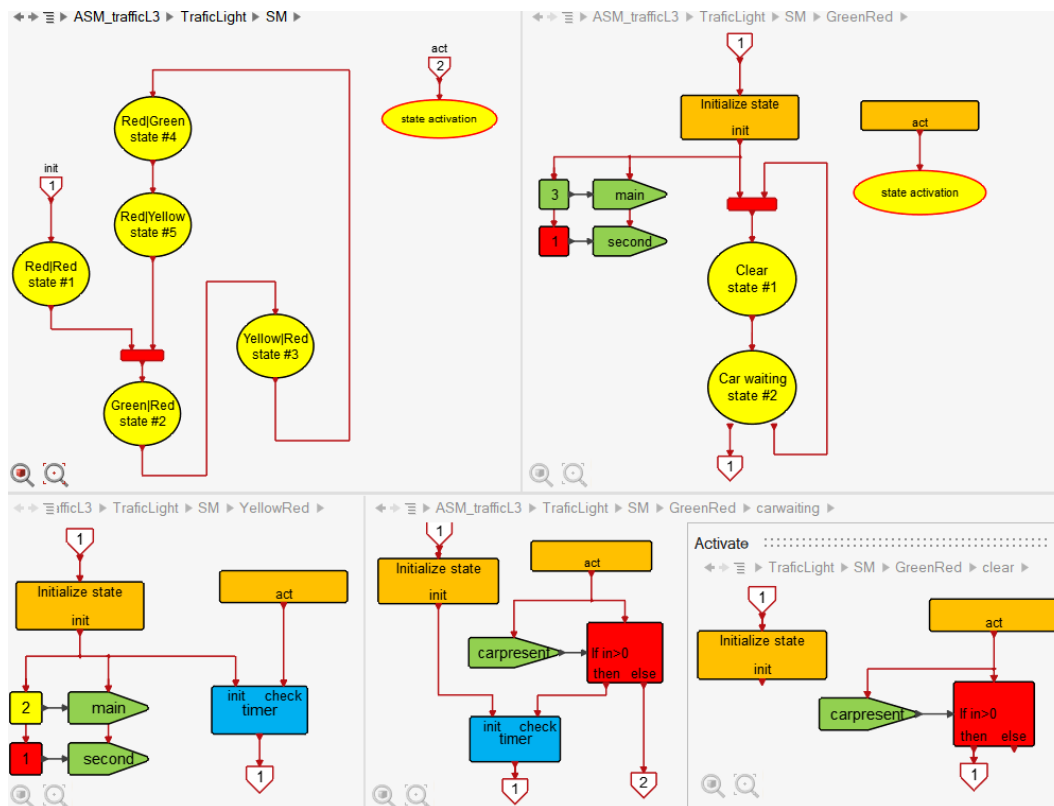 ASM_trafficL3 TraficLight SM
act
2
state activation
Red|Green
state #4
init
1
Red|Yellow
state #5
Red|Red
state #1
Yellow|Red
state #3
Green|Red
state #2
ASM_trafficL3 TraficLight SM GreenRed
1
Initialize state
init
act
state activation
3 main
1 second
Clear
state #1
Car waiting
state #2
1
rafficL3 TraficLight SM YellowRed
1
Initialize state
init
act
2 main
1 second
init check
timer
1
ASM_trafficL3 TraficLight SM GreenRed carwaiting
1
Initialize state
init
act
carpresent
If in>0
then else
init check
timer
1
2
Activate
TraficLight SM GreenRed clear
1
Initialize state
init
act
carpresent
If in>0
then else
1